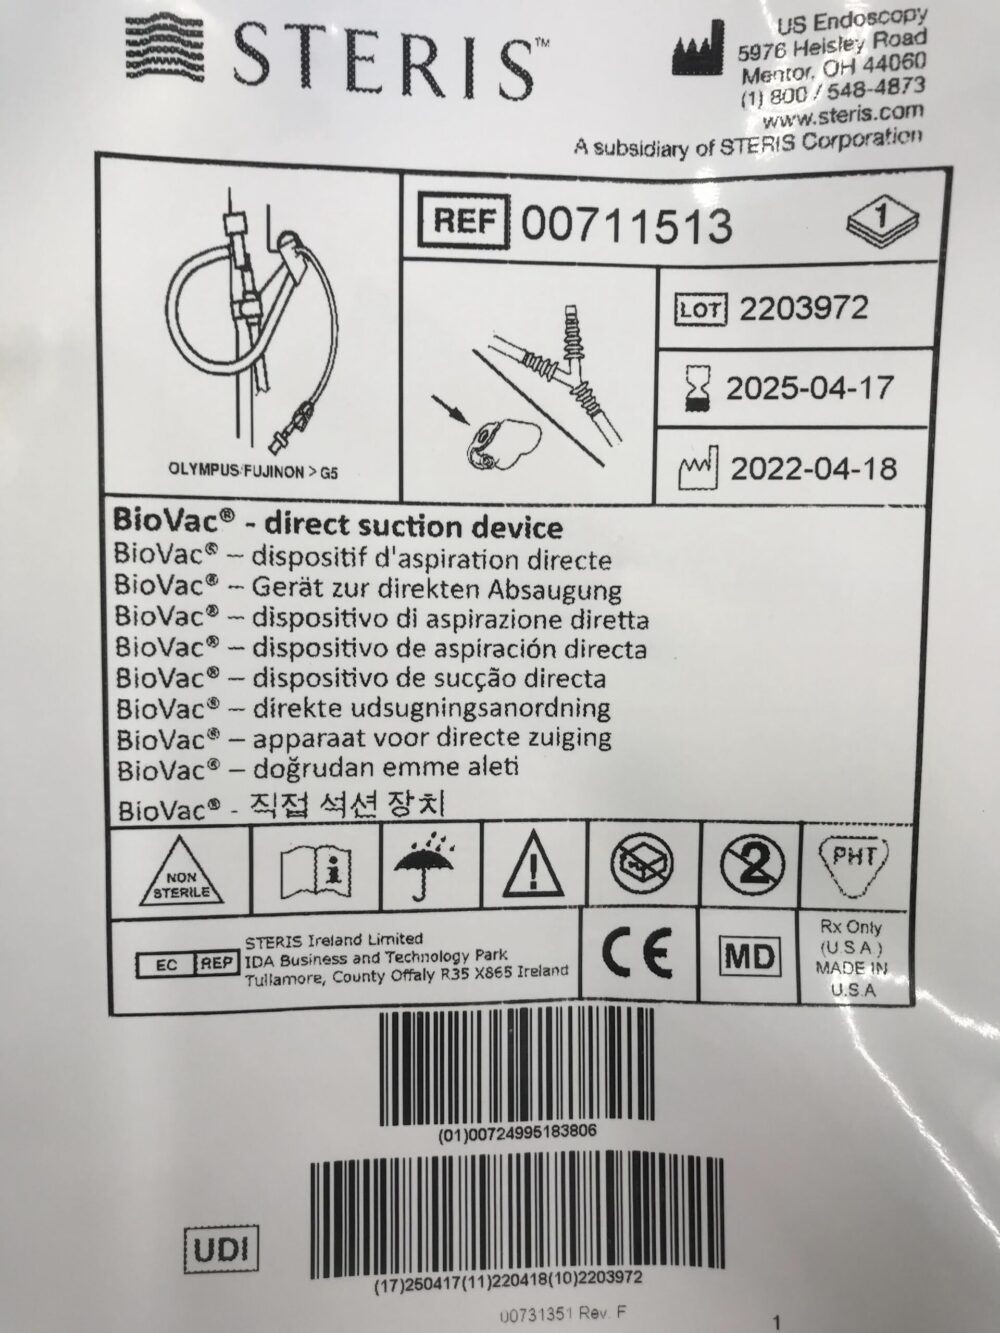 STERIS™
US Endoscopy
5976 Heisley Road
Mentor, OH 44060
(1) 800 / 548-4873
www.steris.com
A subsidiary of STERIS Corporation
REF 00711513
1
LOT 2203972
2025-04-17
2022-04-18
OLYMPUS/FUJINON > G5
BioVac® - direct suction device
BioVac® – dispositif d'aspiration directe
BioVac® – Gerät zur direkten Absaugung
BioVac® – dispositivo di aspirazione diretta
BioVac® – dispositivo de aspiración directa
BioVac® – dispositivo de sucção directa
BioVac® – direkte udsugningsanordning
BioVac® – apparaat voor directe zuiging
BioVac® – doğrudan emme aleti
BioVac® - 직접 석션 장치
NON
STERILE
i
!
2
PHT
EC REP
STERIS Ireland Limited
IDA Business and Technology Park
Tullamore, County Offaly R35 X865 Ireland
CE
MD
Rx Only
(U.S.A.)
MADE IN
U.S.A
(01)00724995183806
UDI
(17)250417(11)220418(10)2203972
00731351 Rev. F
1